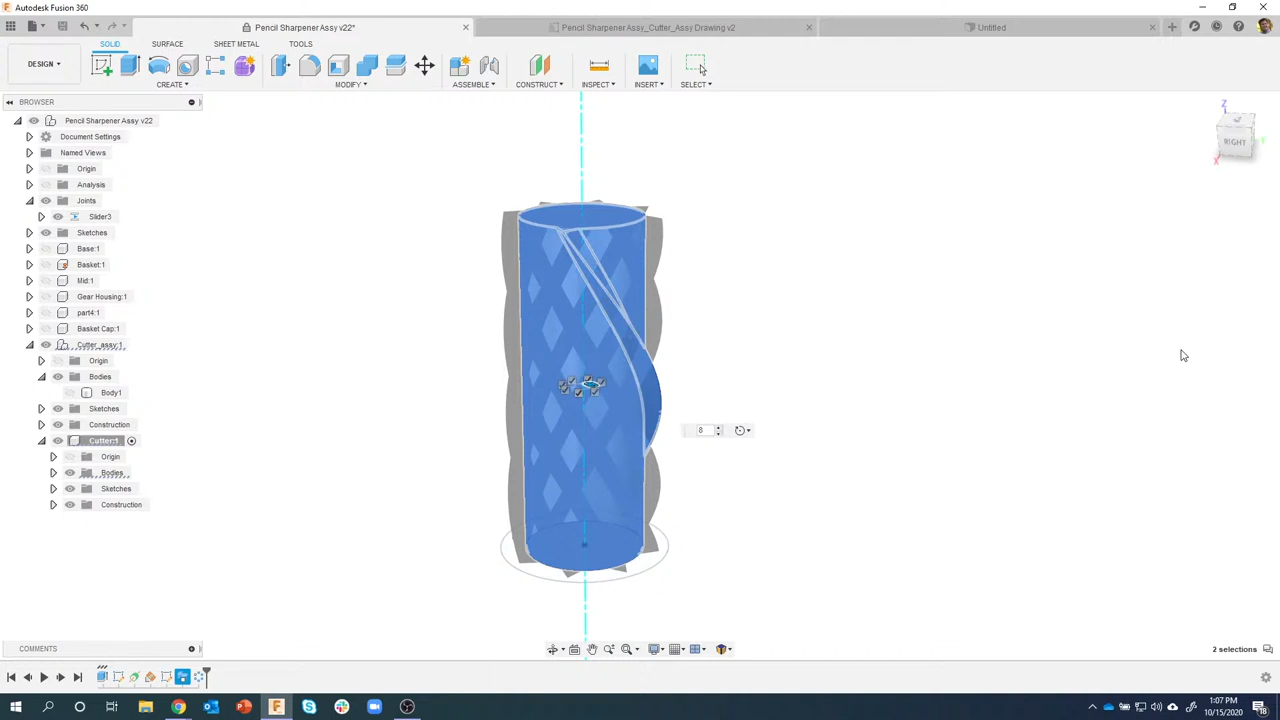 Autodesk Fusion 360
Pencil Sharpener Assy v22*
Pencil Sharpener Assy_Cutter_Assy Drawing v2
Untitled
SOLID
SURFACE
SHEET METAL
TOOLS
DESIGN
CREATE
MODIFY
ASSEMBLE
CONSTRUCT
INSPECT
INSERT
SELECT
BROWSER
Pencil Sharpener Assy v22
Document Settings
Named Views
Origin
Analysis
Joints
Slider3
Sketches
Base:1
Basket:1
Mid:1
Gear Housing:1
part4:1
Basket Cap:1
Cutter_assy:1
Origin
Bodies
Body1
Sketches
Construction
Cutter:1
Origin
Bodies
Sketches
Construction
Z
RIGHT
X
Y
8
COMMENTS
2 selections
1:07 PM
10/15/2020
18